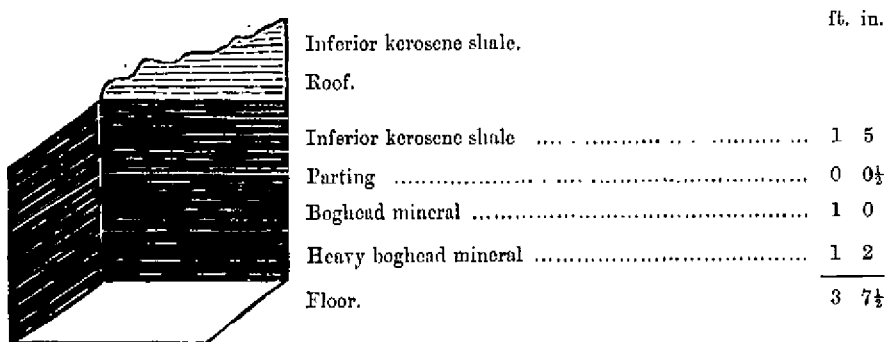 ft. in.
Inferior kerosene shale.
Roof.
Inferior kerosene shale .... . ................ .. . .......... ... 1 5
Parting ............................................................ 0 0½
Boghead mineral ................................................ 1 0
Heavy boghead mineral ........................................ 1 2
Floor. 3 7½